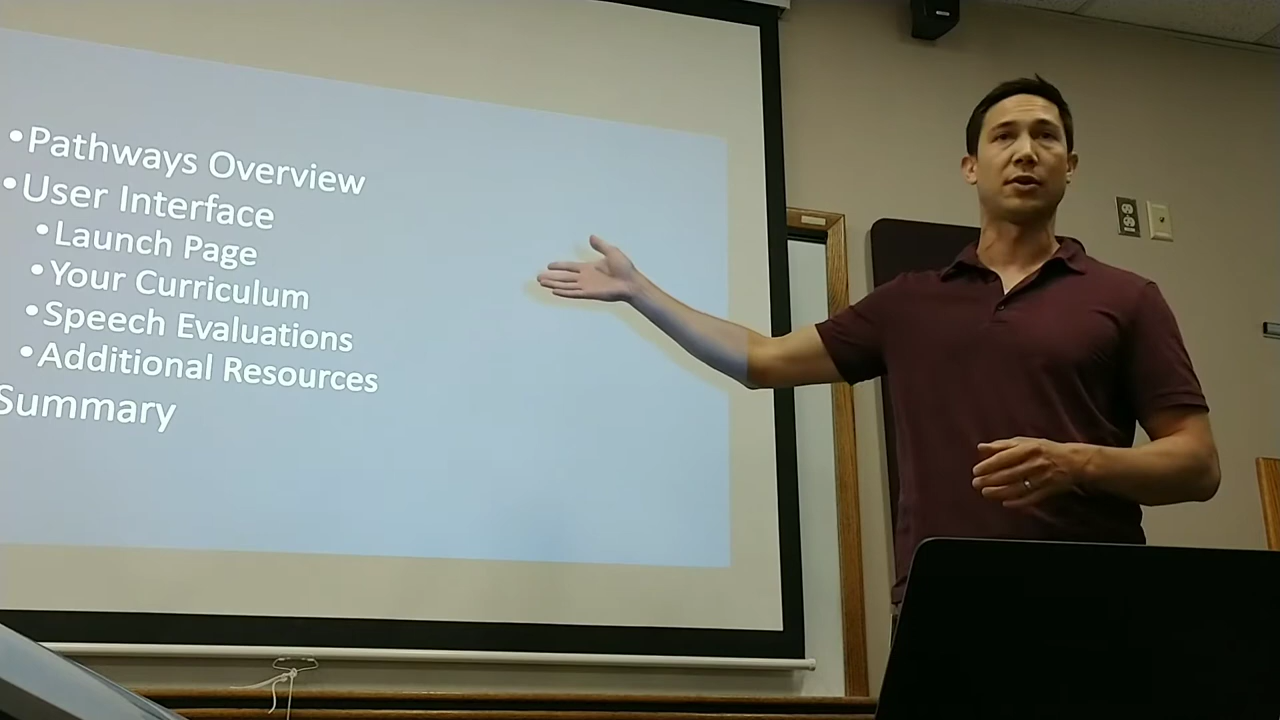 •Pathways Overview
•User Interface
•Launch Page
•Your Curriculum
•Speech Evaluations
•Additional Resources
Summary